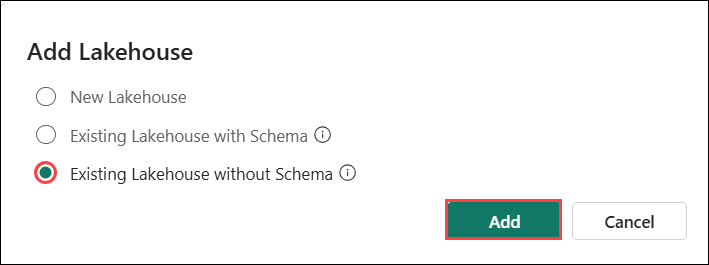 Add Lakehouse
New Lakehouse
Existing Lakehouse with Schema
Existing Lakehouse without Schema
Add Cancel